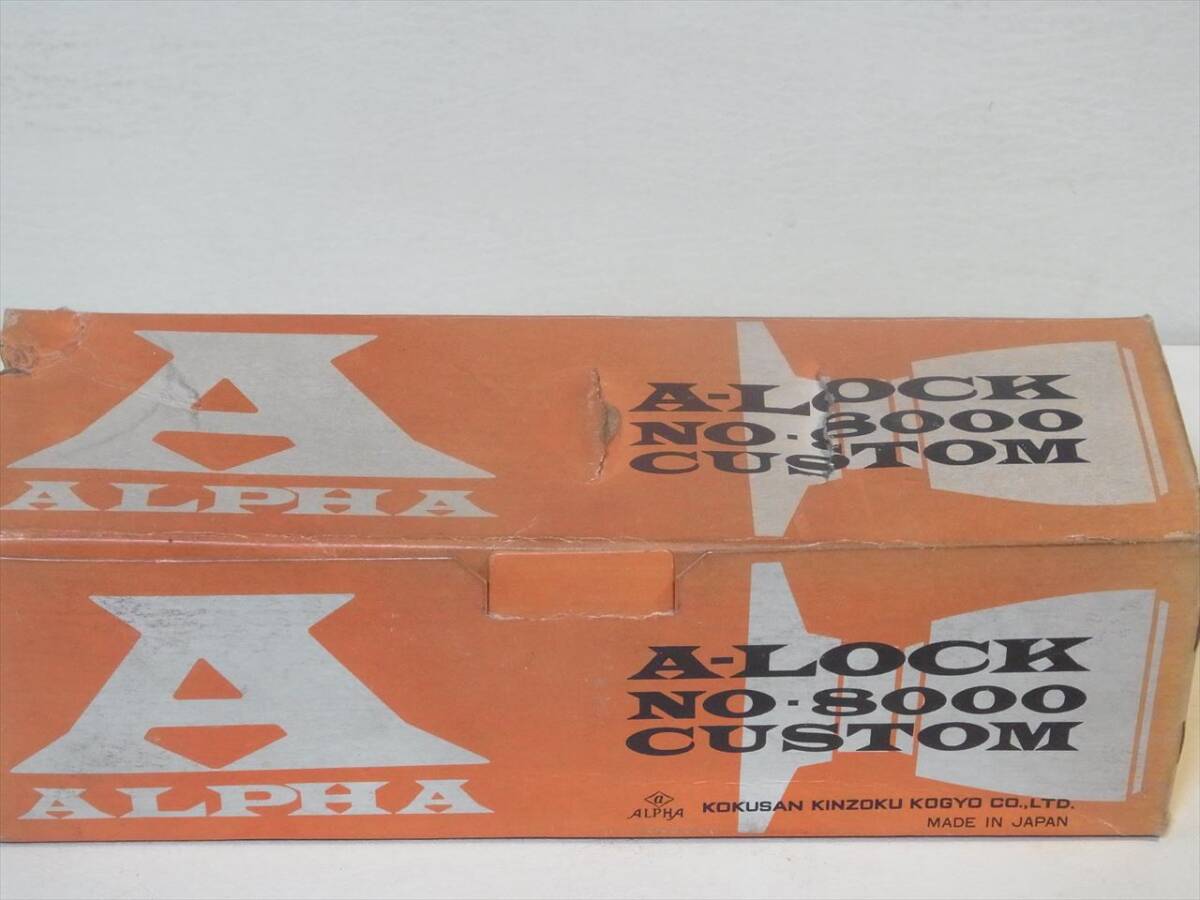 A
ALPHA
A-LOCK
NO-8000
CUSTOM
A
ALPHA
A-LOCK
NO-8000
CUSTOM
α
ALPHA
KOKUSAN KINZOKU KOGYO CO.,LTD.
MADE IN JAPAN